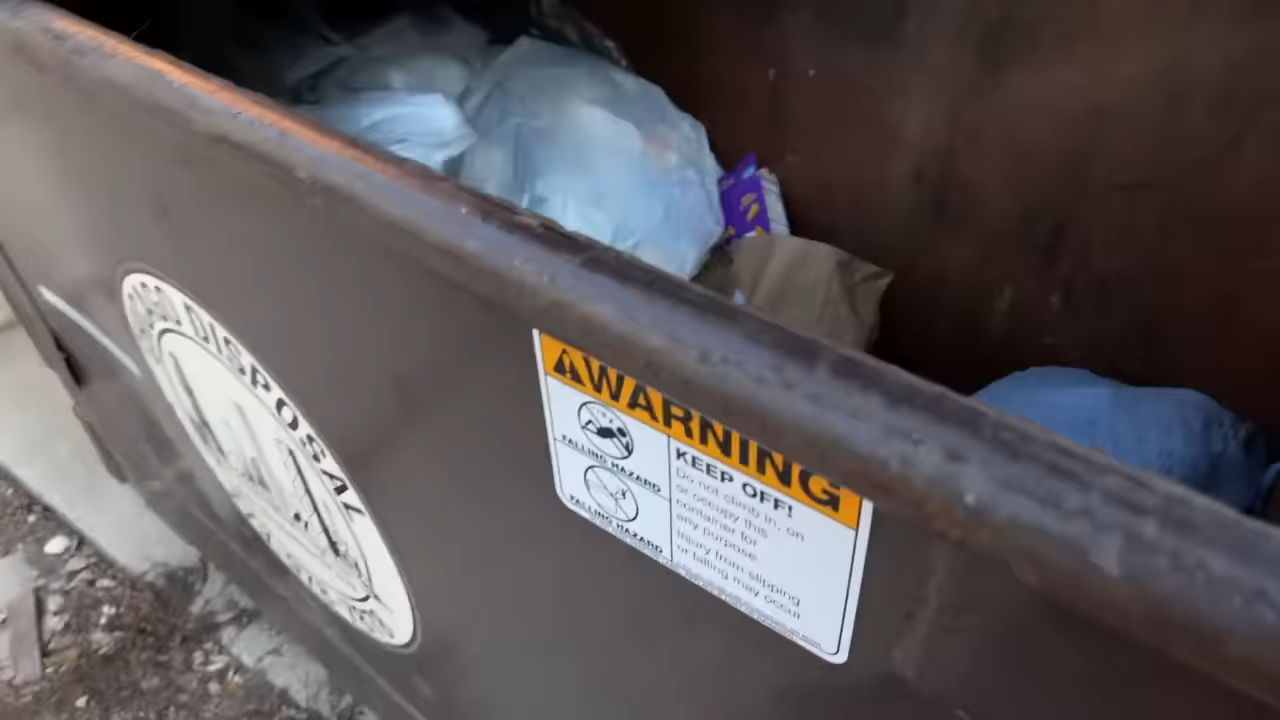 DISPOSAL
WARNING
FALLING HAZARD
FALLING HAZARD
KEEP OFF!
Do not climb in, on
or occupy this
container for
any purpose
Injury from slipping
or falling may occur